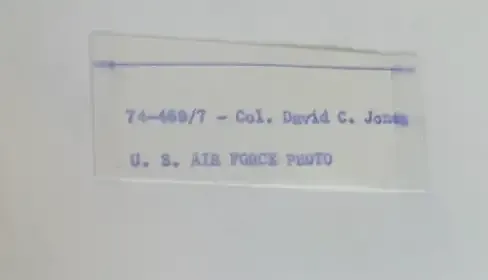 74-469/7 - Col. David C. Jones
U. S. AIR FORCE PHOTO